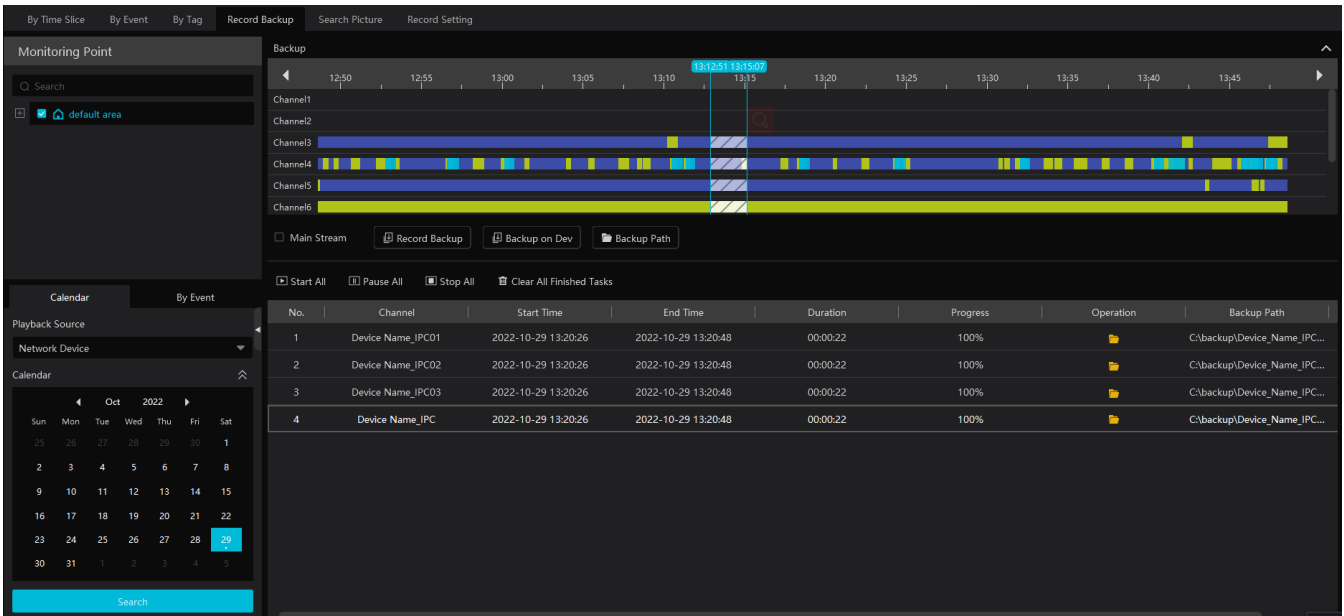 By Time Slice By Event By Tag Record Backup Search Picture Record Setting
Monitoring Point
Search
default area
Backup
13:12:51 13:15:07
12:50 12:55 13:00 13:05 13:10 13:15 13:20 13:25 13:30 13:35 13:40 13:45
Channel1
Channel2
Channel3
Channel4
Channel5
Channel6
Main Stream Record Backup Backup on Dev Backup Path
Start All Pause All Stop All Clear All Finished Tasks
No. Channel Start Time End Time Duration Progress Operation Backup Path
1 Device Name_IPC01 2022-10-29 13:20:26 2022-10-29 13:20:48 00:00:22 100% C:\backup\Device_Name_IPC...
2 Device Name_IPC02 2022-10-29 13:20:26 2022-10-29 13:20:48 00:00:22 100% C:\backup\Device_Name_IPC...
3 Device Name_IPC03 2022-10-29 13:20:26 2022-10-29 13:20:48 00:00:22 100% C:\backup\Device_Name_IPC...
4 Device Name_IPC 2022-10-29 13:20:26 2022-10-29 13:20:48 00:00:22 100% C:\backup\Device_Name_IPC...
Calendar By Event
Playback Source
Network Device
Calendar
Oct 2022
Sun Mon Tue Wed Thu Fri Sat
25 26 27 28 29 30 1
2 3 4 5 6 7 8
9 10 11 12 13 14 15
16 17 18 19 20 21 22
23 24 25 26 27 28 29
30 31 1 2 3 4 5
Search